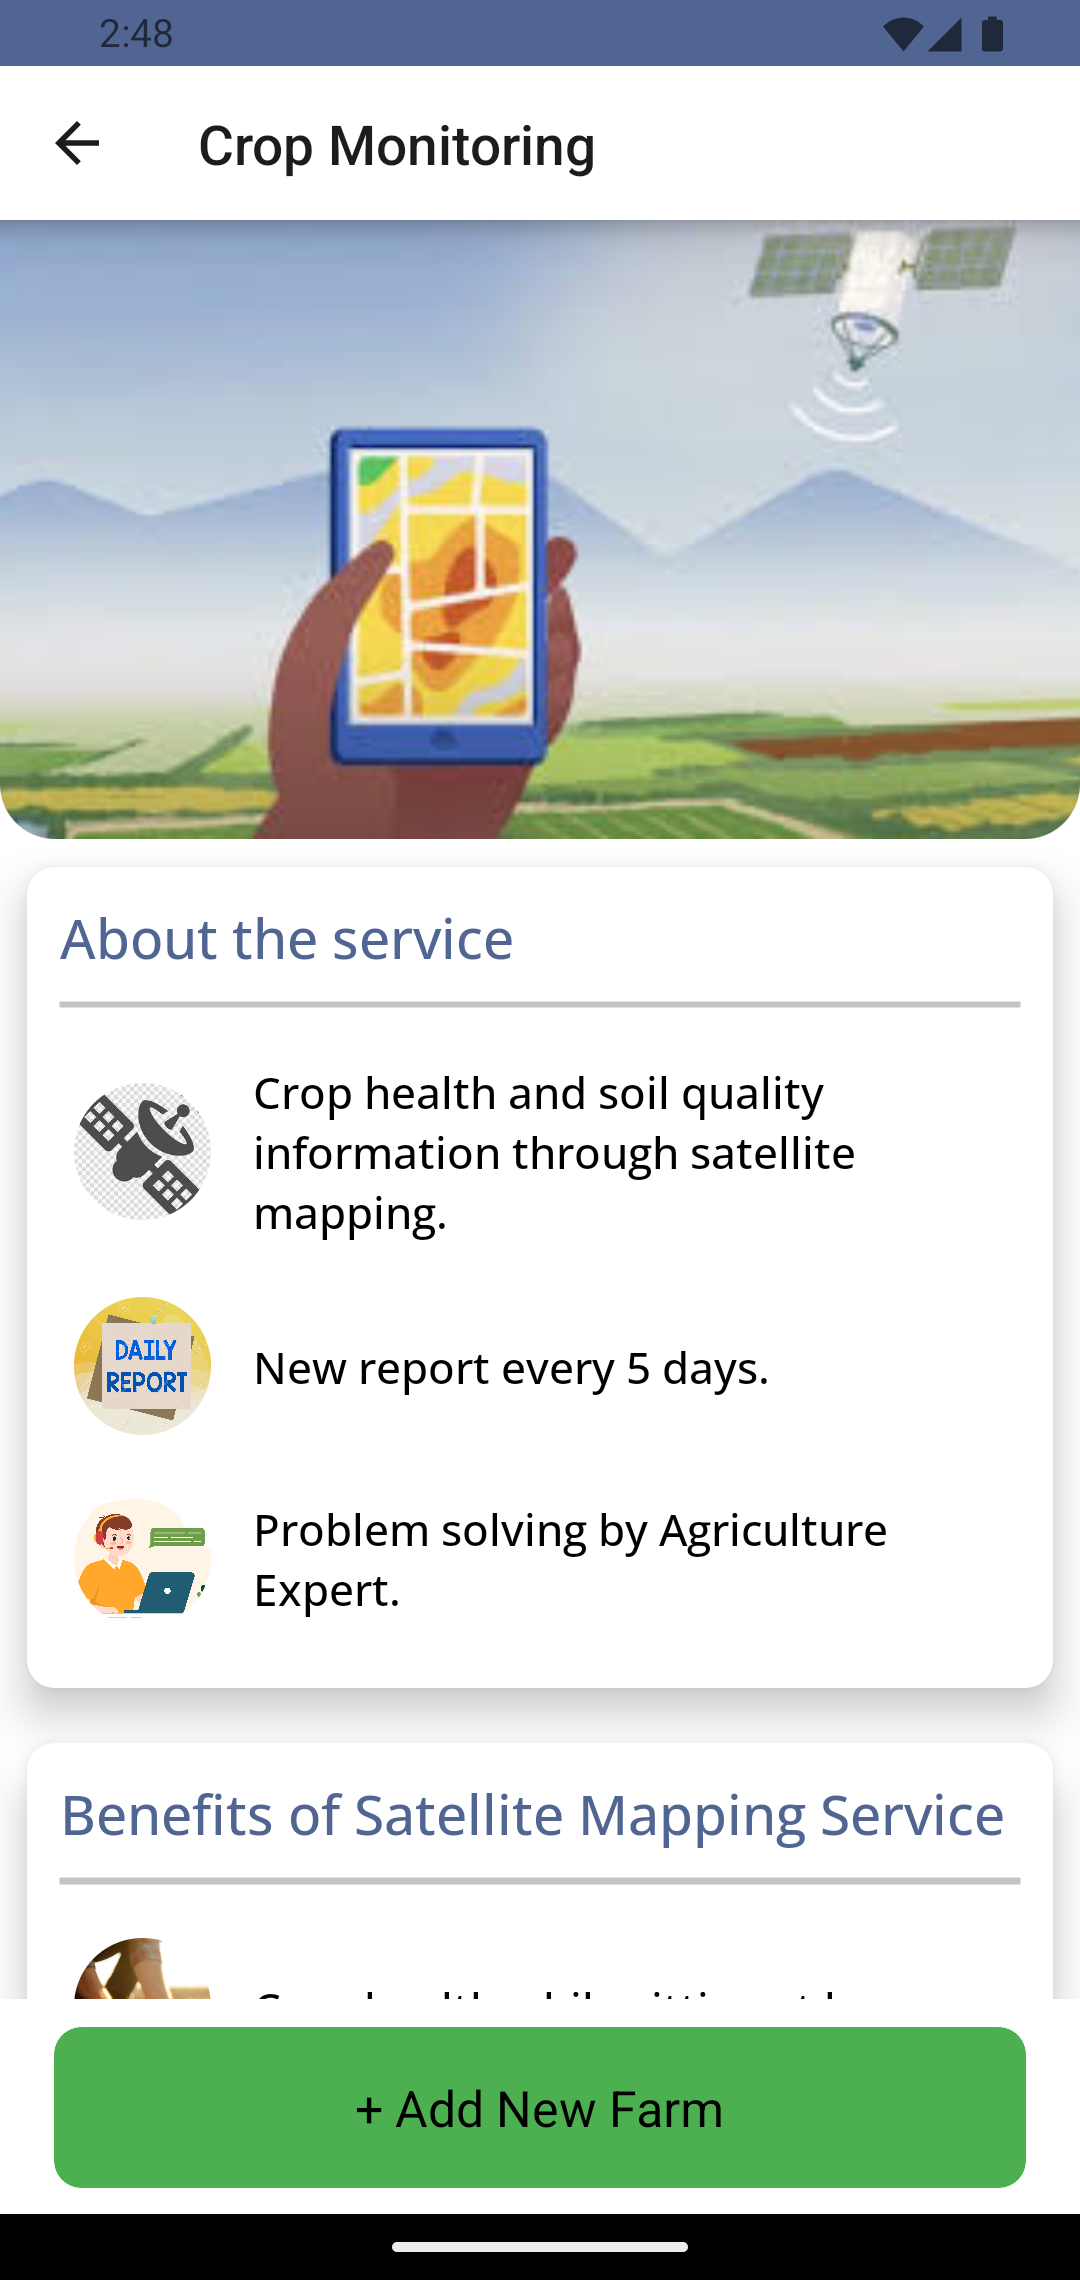 2:48
Crop Monitoring
About the service
Crop health and soil quality
information through satellite
mapping.
DAILY
REPORT
New report every 5 days.
Problem solving by Agriculture
Expert.
Benefits of Satellite Mapping Service
+ Add New Farm